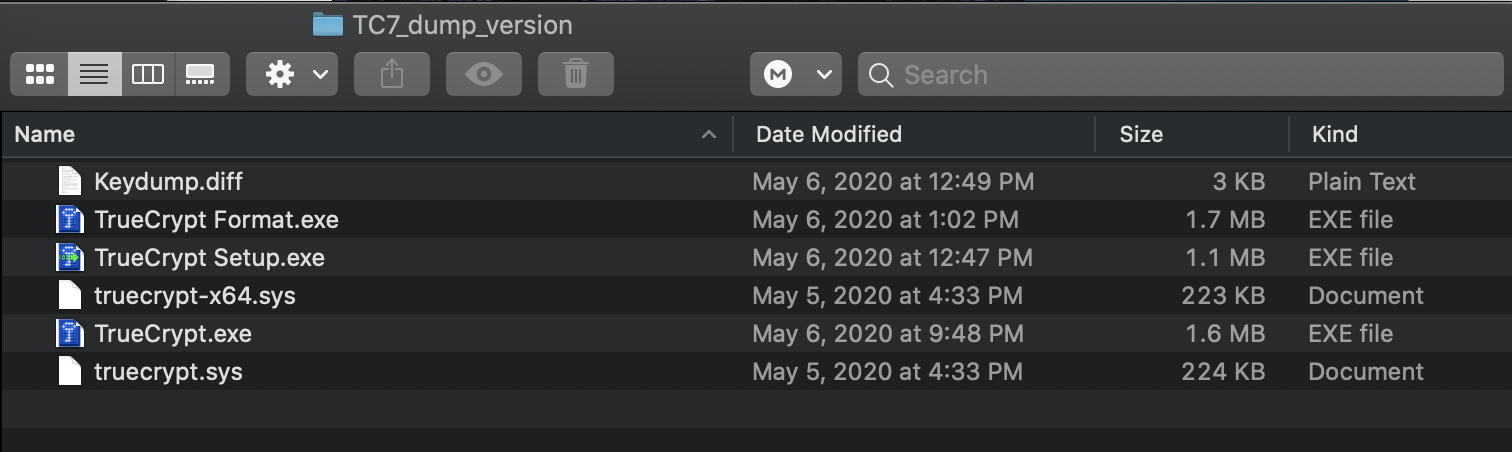 TC7_dump_version
M Search
Name Date Modified Size Kind
Keydump.diff May 6, 2020 at 12:49 PM 3 KB Plain Text
TrueCrypt Format.exe May 6, 2020 at 1:02 PM 1.7 MB EXE file
TrueCrypt Setup.exe May 6, 2020 at 12:47 PM 1.1 MB EXE file
truecrypt-x64.sys May 5, 2020 at 4:33 PM 223 KB Document
TrueCrypt.exe May 6, 2020 at 9:48 PM 1.6 MB EXE file
truecrypt.sys May 5, 2020 at 4:33 PM 224 KB Document